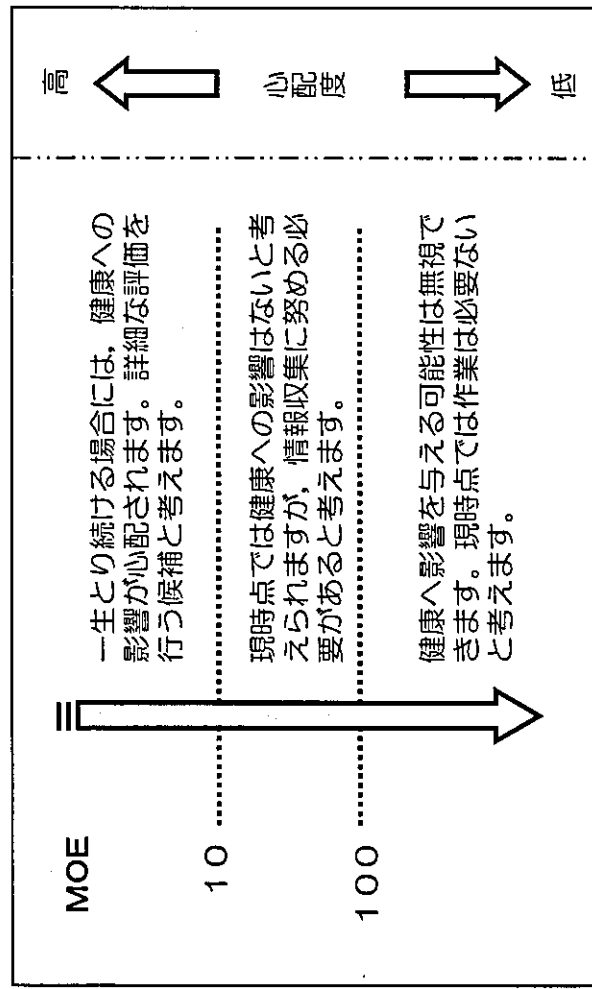 MOE
=
一生とり続ける場合には，健康への
影響が心配されます。詳細な評価を
行う候補と考えます。
10
現時点では健康への影響はないと考
えられますが，情報収集に努める必
要があると考えます。
100
健康へ影響を与える可能性は無視で
きます。現時点では作業は必要ない
と考えます。
高
心配度
低